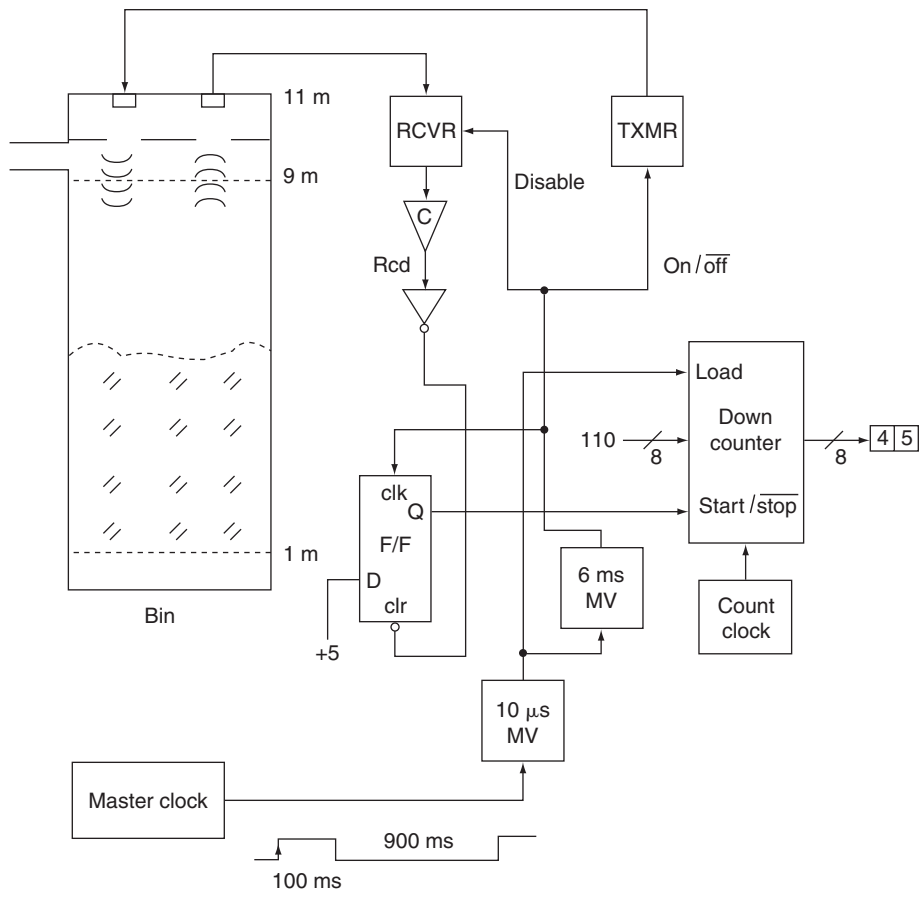 11 m
RCVR
TXMR
9 m
Disable
C
Rcd
On/off
Load
110
8
Down
counter
8
4 5
clk
Q
Start/stop
F/F
1 m
D
6 ms
MV
clr
Count
clock
Bin
+5
10 μs
MV
Master clock
900 ms
100 ms